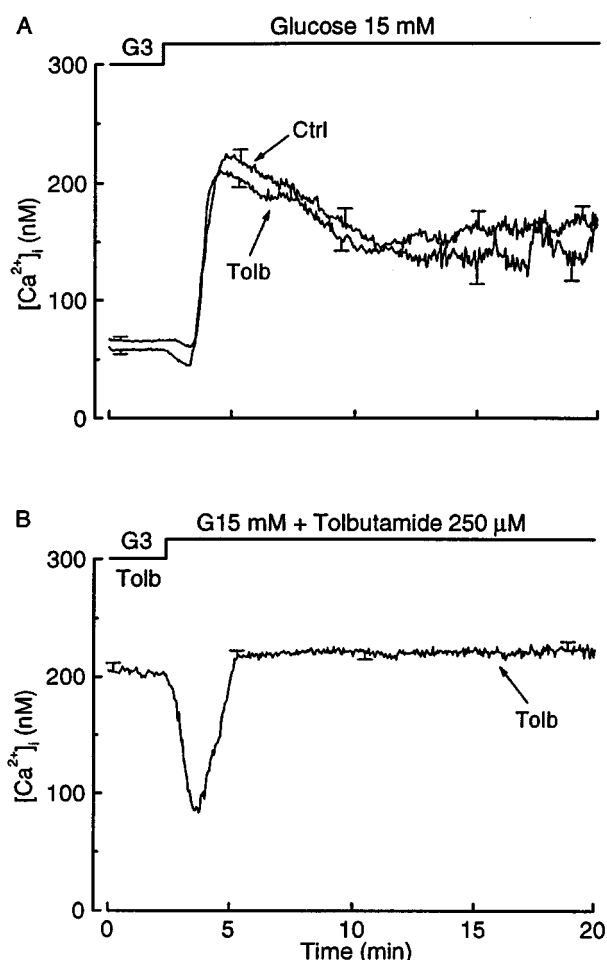 A
Glucose 15 mM
G3
300
200
100
0
[Ca²⁺]ᵢ (nM)
Ctrl
Tolb
B
G15 mM + Tolbutamide 250 µM
G3
Tolb
300
200
100
0
[Ca²⁺]ᵢ (nM)
Tolb
0 5 10 15 20
Time (min)